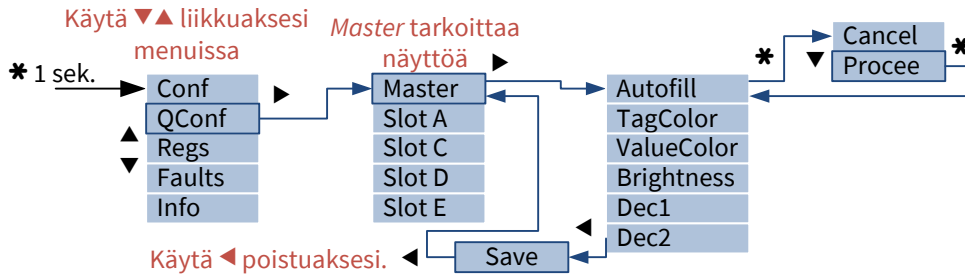 Käytä ▼▲ liikkuaksesi
menuissa
Master tarkoittaa
näyttöä
✱ 1 sek.
Conf
QConf
Regs
Faults
Info
Master
Slot A
Slot C
Slot D
Slot E
Autofill
TagColor
ValueColor
Brightness
Dec1
Dec2
✱
Cancel
Procee
✱
Save
Käytä ◀ poistuaksesi.